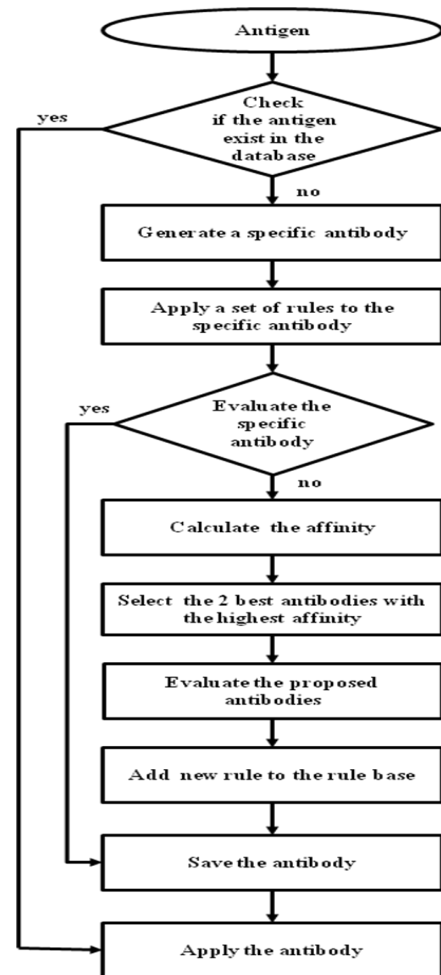 Antigen
Check
if the antigen
exist in the
database
yes
no
Generate a specific antibody
Apply a set of rules to the
specific antibody
Evaluate the
specific
antibody
yes
no
Calculate the affinity
Select the 2 best antibodies with
the highest affinity
Evaluate the proposed
antibodies
Add new rule to the rule base
Save the antibody
Apply the antibody